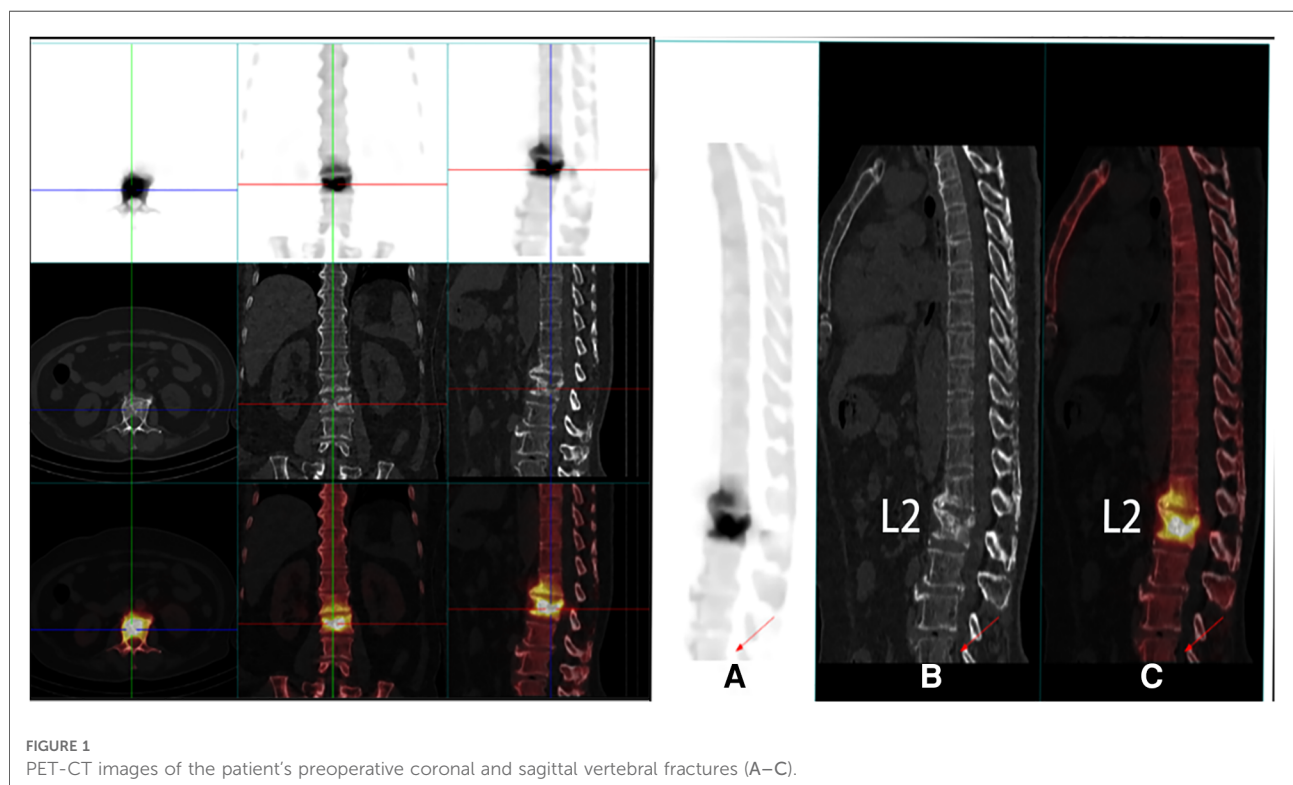 L2
L2
A
B
C
FIGURE 1
PET-CT images of the patient's preoperative coronal and sagittal vertebral fractures (A–C).